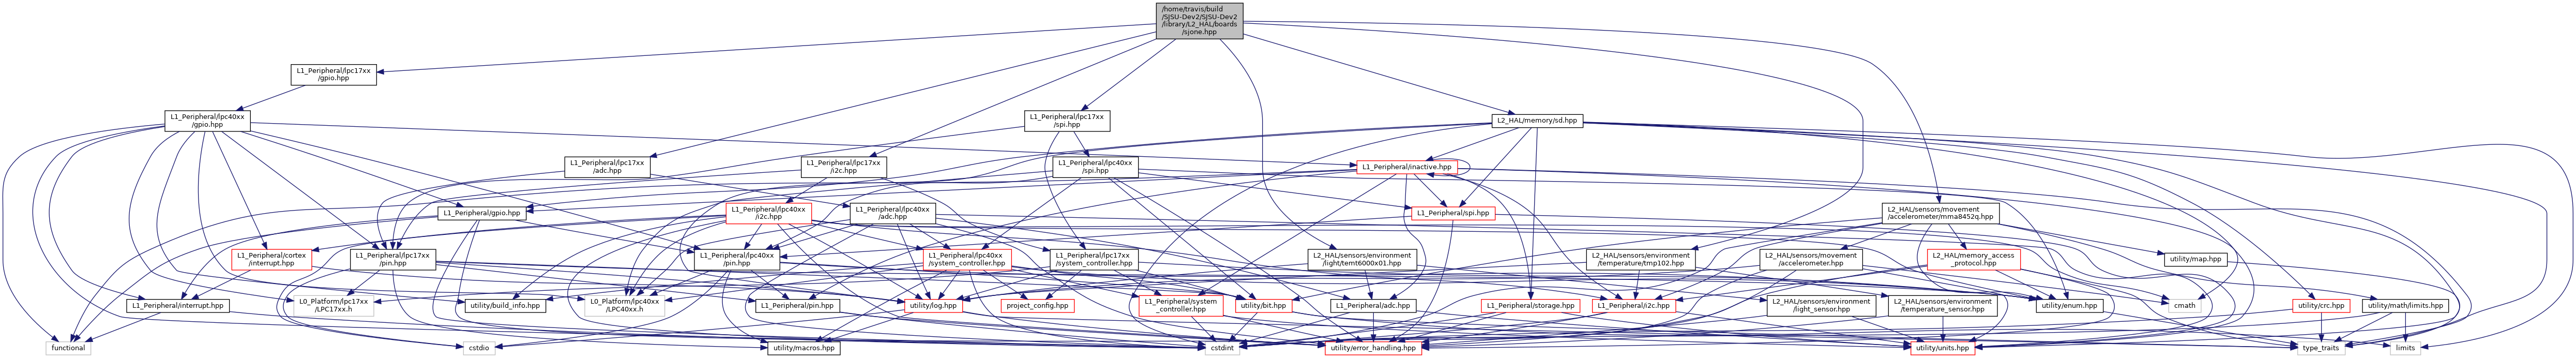 /home/travis/build
/SJSU-Dev2/SJSU-Dev2
/library/L2_HAL/boards
/sjone.hpp
L1_Peripheral/lpc17xx
/gpio.hpp
L1_Peripheral/lpc40xx
/gpio.hpp
L1_Peripheral/lpc17xx
/spi.hpp
L2_HAL/memory/sd.hpp
L1_Peripheral/lpc17xx
/adc.hpp
L1_Peripheral/lpc17xx
/i2c.hpp
L1_Peripheral/lpc40xx
/spi.hpp
L1_Peripheral/inactive.hpp
L1_Peripheral/gpio.hpp
L1_Peripheral/lpc40xx
/i2c.hpp
L1_Peripheral/lpc40xx
/adc.hpp
L1_Peripheral/spi.hpp
L2_HAL/sensors/movement
/accelerometer/mma8452q.hpp
L1_Peripheral/cortex
/interrupt.hpp
L1_Peripheral/lpc17xx
/pin.hpp
L1_Peripheral/lpc40xx
/pin.hpp
L1_Peripheral/lpc40xx
/system_controller.hpp
L1_Peripheral/lpc17xx
/system_controller.hpp
L2_HAL/sensors/environment
/light/temt6000x01.hpp
L2_HAL/sensors/environment
/temperature/tmp102.hpp
L2_HAL/sensors/movement
/accelerometer.hpp
L2_HAL/memory_access
_protocol.hpp
utility/map.hpp
L1_Peripheral/interrupt.hpp
L0_Platform/lpc17xx
/LPC17xx.h
utility/build_info.hpp
L0_Platform/lpc40xx
/LPC40xx.h
L1_Peripheral/pin.hpp
utility/log.hpp
project_config.hpp
L1_Peripheral/system
_controller.hpp
utility/bit.hpp
L1_Peripheral/adc.hpp
L1_Peripheral/storage.hpp
L1_Peripheral/i2c.hpp
L2_HAL/sensors/environment
/light_sensor.hpp
L2_HAL/sensors/environment
/temperature_sensor.hpp
utility/enum.hpp
cmath
utility/crc.hpp
utility/math/limits.hpp
functional
cstdio
utility/macros.hpp
cstdint
utility/error_handling.hpp
utility/units.hpp
type_traits
limits